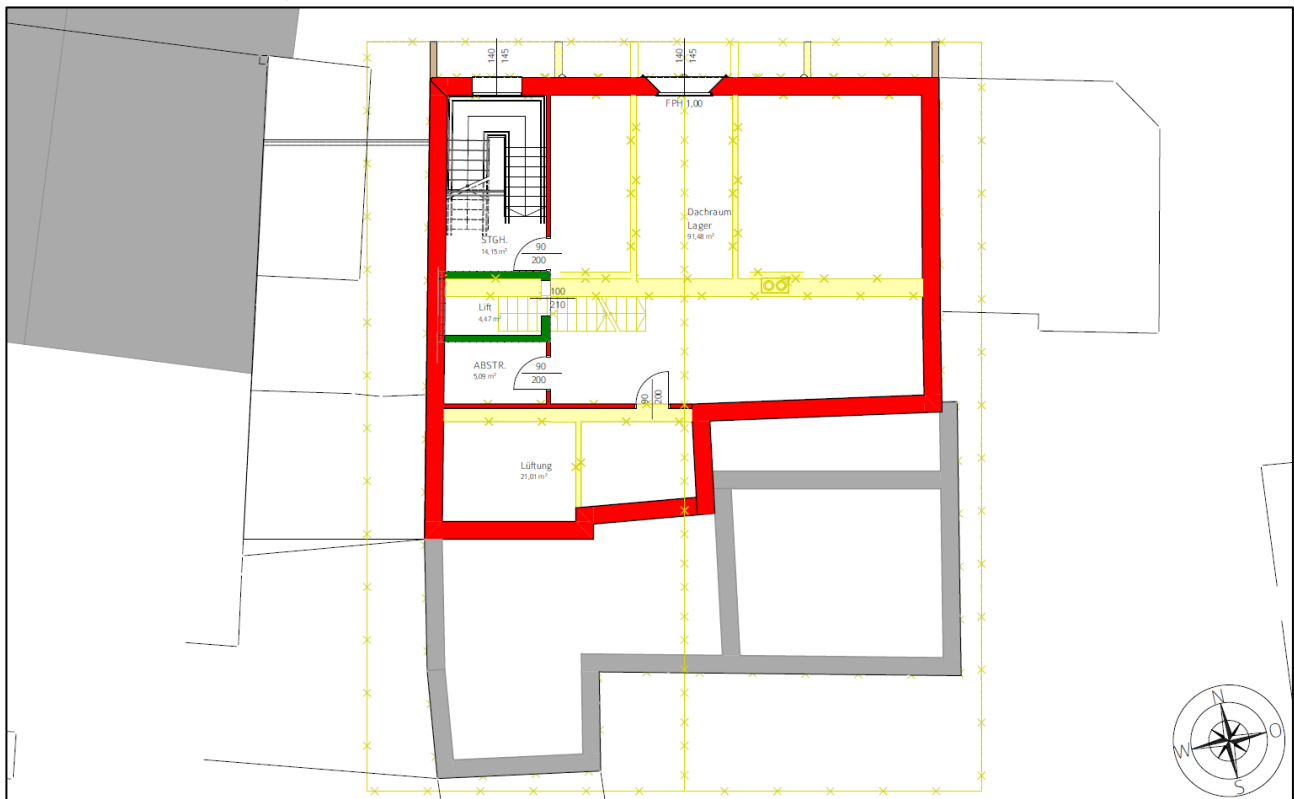 140
145
140
145
FPH 1,00
Dachraum
Lager
91,48 m²
STGH.
14,15 m²
90
200
Lift
4,47 m²
100
210
ABSTR.
5,09 m²
90
200
90
200
Lüftung
21,01 m²
N
O
W
S